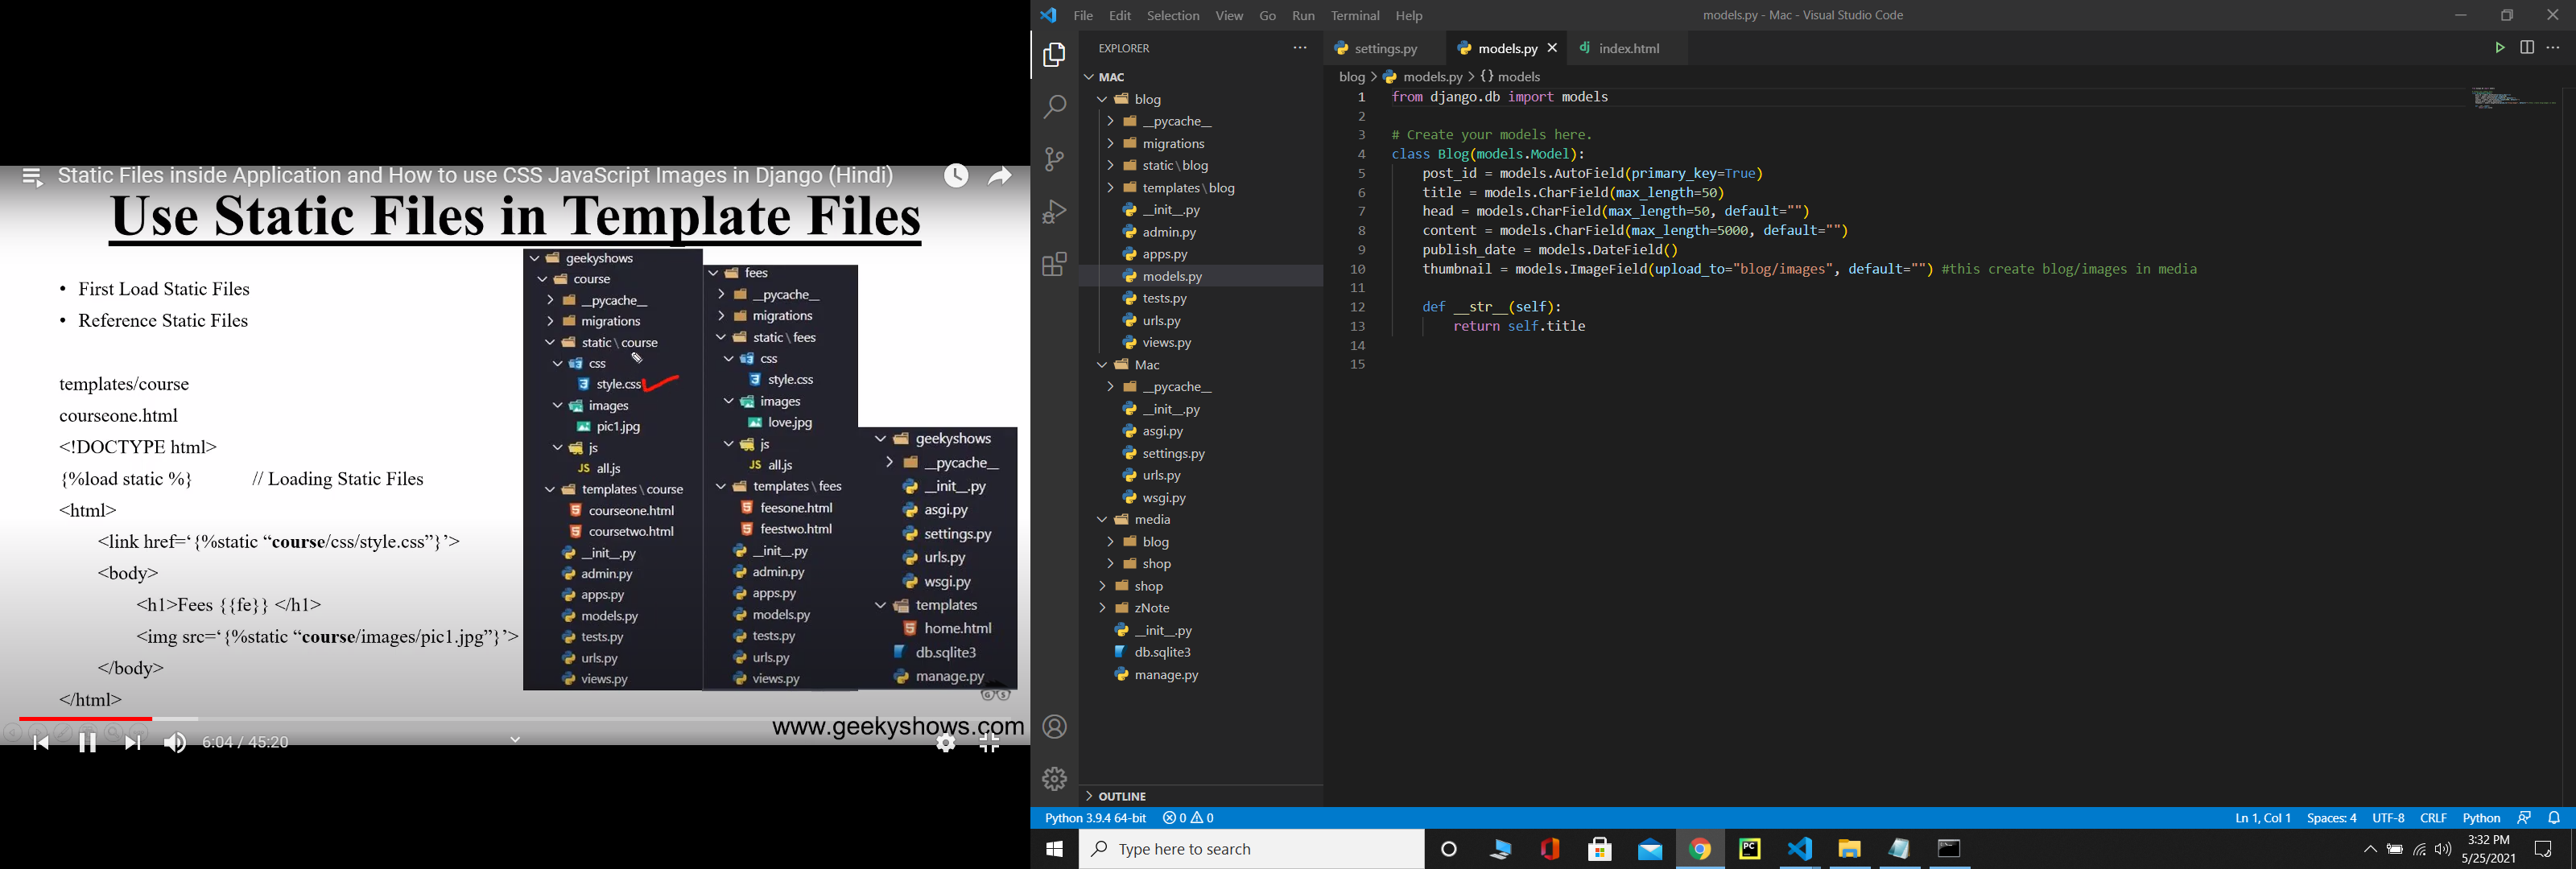 Static Files inside Application and How to use CSS JavaScript Images in Django (Hindi)
Use Static Files in Template Files
• First Load Static Files
• Reference Static Files
templates/course
courseone.html
<!DOCTYPE html>
{%load static %} // Loading Static Files
<html>
<link href=‘{%static “course/css/style.css”}’>
<body>
<h1>Fees {{fe}} </h1>
<img src=‘{%static “course/images/pic1.jpg”}’>
</body>
</html>
geekyshows
course
__pycache__
migrations
static\course
css
style.css
images
pic1.jpg
js
JS all.js
templates\course
courseone.html
coursetwo.html
__init__.py
admin.py
apps.py
models.py
tests.py
urls.py
views.py
fees
__pycache__
migrations
static\fees
css
style.css
images
love.jpg
js
JS all.js
templates\fees
feesone.html
feestwo.html
__init__.py
admin.py
apps.py
models.py
tests.py
urls.py
views.py
geekyshows
__pycache__
__init__.py
asgi.py
settings.py
urls.py
wsgi.py
templates
home.html
db.sqlite3
manage.py
GS
www.geekyshows.com
6:04 / 45:20
File Edit Selection View Go Run Terminal Help
models.py - Mac - Visual Studio Code
EXPLORER
MAC
blog
__pycache__
migrations
static\blog
templates\blog
__init__.py
admin.py
apps.py
models.py
tests.py
urls.py
views.py
Mac
__pycache__
__init__.py
asgi.py
settings.py
urls.py
wsgi.py
media
blog
shop
shop
zNote
__init__.py
db.sqlite3
manage.py
OUTLINE
settings.py models.py dj index.html
blog > models.py > {} models
1 from django.db import models
2
3 # Create your models here.
4 class Blog(models.Model):
5 post_id = models.AutoField(primary_key=True)
6 title = models.CharField(max_length=50)
7 head = models.CharField(max_length=50, default="")
8 content = models.CharField(max_length=5000, default="")
9 publish_date = models.DateField()
10 thumbnail = models.ImageField(upload_to="blog/images", default="") #this create blog/images in media
11
12 def __str__(self):
13 return self.title
14
15
Python 3.9.4 64-bit 0 0
Ln 1, Col 1 Spaces: 4 UTF-8 CRLF Python
Type here to search
PC
3:32 PM
5/25/2021